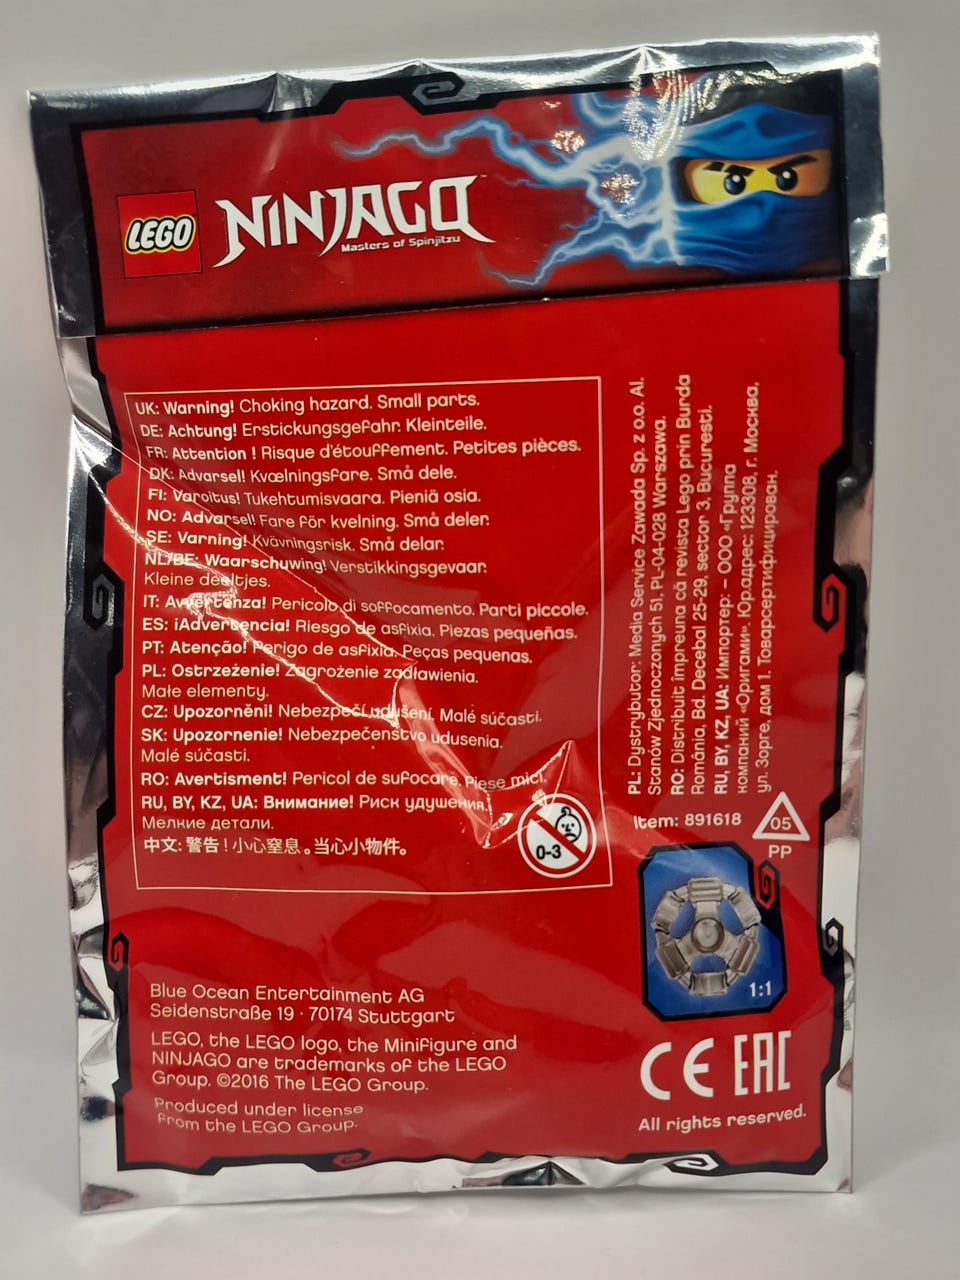 LEGO NINJAGO
Masters of Spinjitzu
UK: Warning! Choking hazard. Small parts.
DE: Achtung! Erstickungsgefahr. Kleinteile.
FR: Attention ! Risque d'étouffement. Petites pièces.
DK: Advarsel! Kvælningsfare. Små dele.
FI: Varoitus! Tukehtumisvaara. Pieniä osia.
NO: Advarsel! Fare för kvelning. Små deler.
SE: Varning! Kvävningsrisk. Små delar.
NL/BE: Waarschuwing! Verstikkingsgevaar.
Kleine deeltjes.
IT: Avvertenza! Pericolo di soffocamento. Parti piccole.
ES: ¡Advertencia! Riesgo de asfixia. Piezas pequeñas.
PT: Atenção! Perigo de asfixia. Peças pequenas.
PL: Ostrzeżenie! Zagrożenie zadławienia.
Małe elementy.
CZ: Upozornění! Nebezpečí udušení. Malé súčasti.
SK: Upozornenie! Nebezpečenstvo udusenia.
Malé súčasti.
RO: Avertisment! Pericol de sufocare. Piese mici.
RU, BY, KZ, UA: Внимание! Риск удушения.
Мелкие детали.
中文: 警告！小心窒息。当心小物件。
0-3
PL: Dystrybutor: Media Service Zawada Sp. z o.o. Al.
Stanów Zjednoczonych 51, PL-04-028 Warszawa.
RO: Distribuit împreuna că revista Lego prin Burda
România, Bd. Decebal 25-29, sector 3, Bucuresti.
RU, BY, KZ, UA: Импортер: – ООО «Группа
компаний «Оригами». Юр.адрес: 123308, г. Москва,
ул. Зорге, дом 1. Товарсертифицирован.
Item: 891618
05
PP
1:1
Blue Ocean Entertainment AG
Seidenstraße 19 · 70174 Stuttgart
LEGO, the LEGO logo, the Minifigure and
NINJAGO are trademarks of the LEGO
Group. ©2016 The LEGO Group.
Produced under license
from the LEGO Group.
CE EAC
All rights reserved.